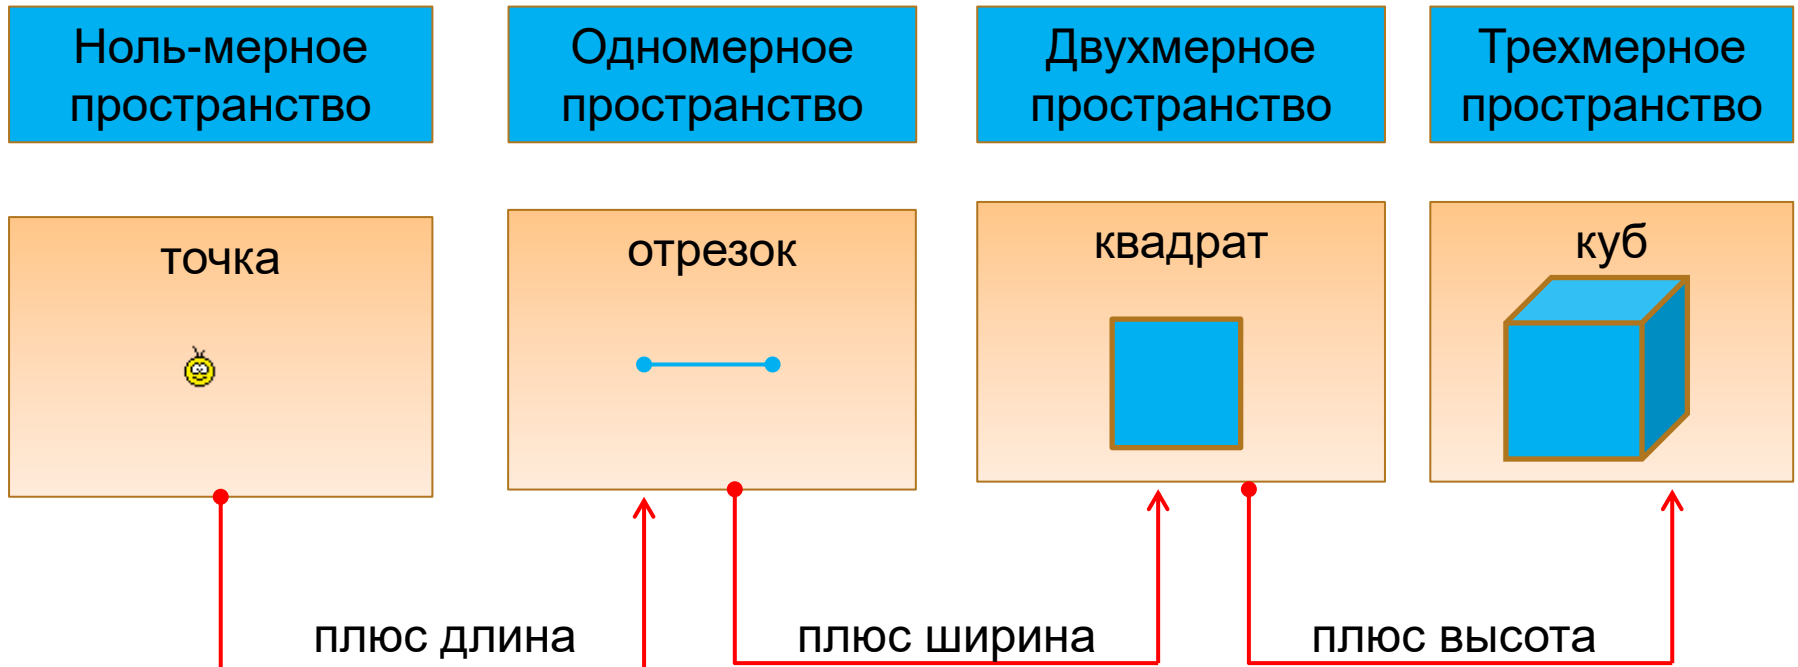 Ноль-мерное
пространство
Одномерное
пространство
Двухмерное
пространство
Трехмерное
пространство
точка
отрезок
квадрат
куб
плюс длина
плюс ширина
плюс высота